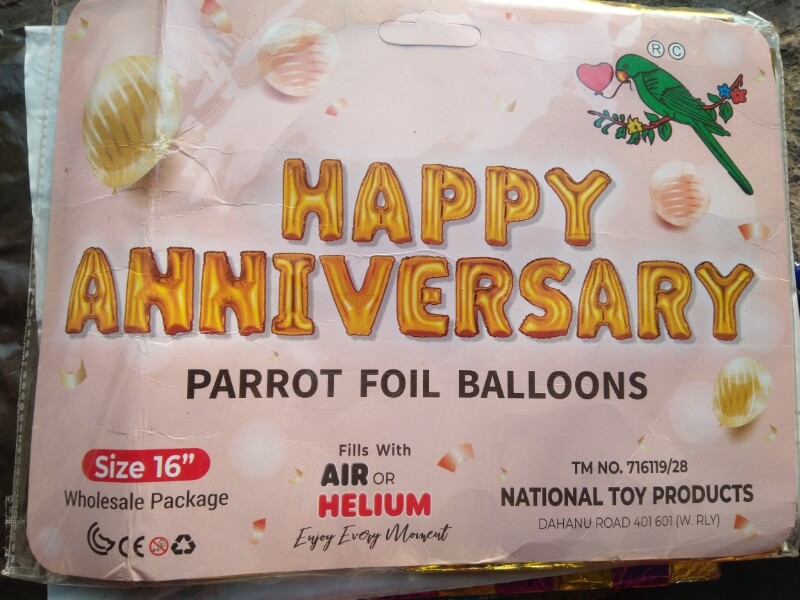 ® ©
HAPPY
ANNIVERSARY
PARROT FOIL BALLOONS
Size 16”
Wholesale Package
CE
Fills With
AIR OR
HELIUM
Enjoy Every Moment
TM NO. 716119/28
NATIONAL TOY PRODUCTS
DAHANU ROAD 401 601 (W. RLY)